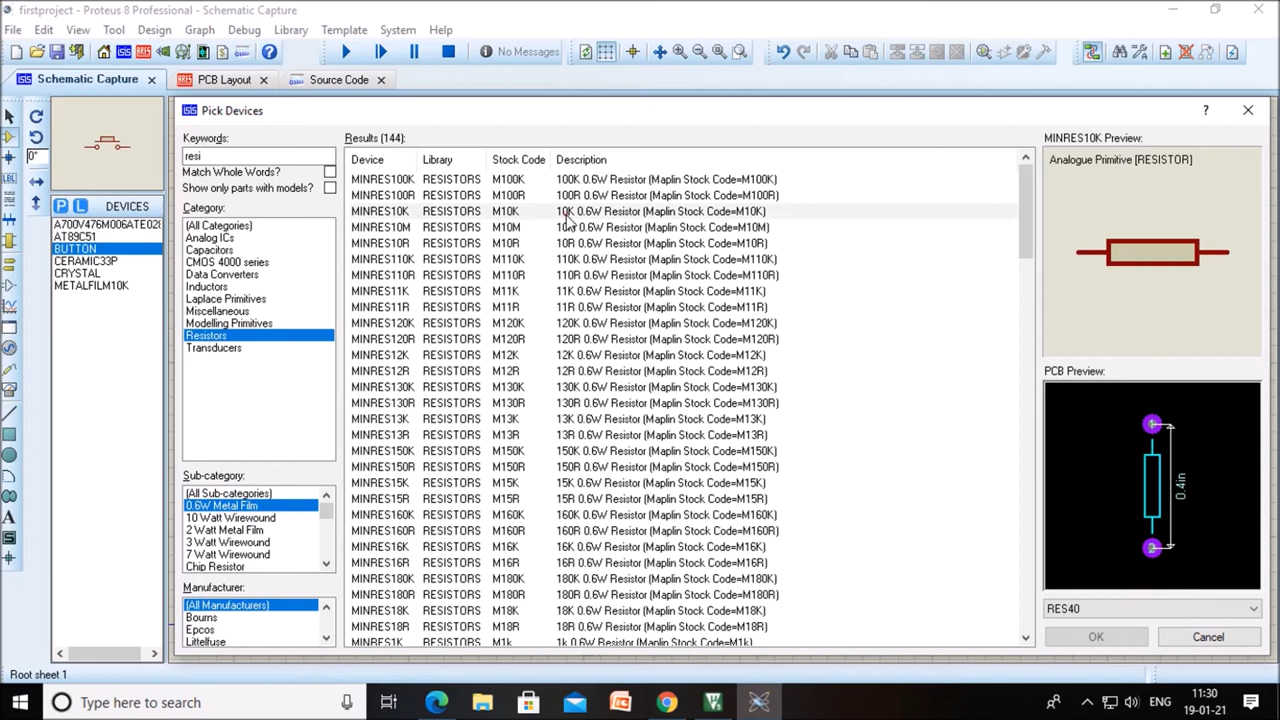 firstproject - Proteus 8 Professional - Schematic Capture
File Edit View Tool Design Graph Debug Library Template System Help
No Messages
Schematic Capture
PCB Layout
Source Code
Pick Devices
Keywords:
resi
Match Whole Words?
Show only parts with models?
Category:
(All Categories)
Analog ICs
Capacitors
CMOS 4000 series
Data Converters
Inductors
Laplace Primitives
Miscellaneous
Modelling Primitives
Resistors
Transducers
Sub-category:
(All Sub-categories)
0.6W Metal Film
10 Watt Wirewound
2 Watt Metal Film
3 Watt Wirewound
7 Watt Wirewound
Chip Resistor
Manufacturer:
(All Manufacturers)
Bourns
Epcos
Littelfuse
0°
P L DEVICES
A700V476M006ATE028
AT89C51
BUTTON
CERAMIC33P
CRYSTAL
METALFILM10K
Results (144):
Device Library Stock Code Description
MINRES100K RESISTORS M100K 100K 0.6W Resistor (Maplin Stock Code=M100K)
MINRES100R RESISTORS M100R 100R 0.6W Resistor (Maplin Stock Code=M100R)
MINRES10K RESISTORS M10K 10K 0.6W Resistor (Maplin Stock Code=M10K)
MINRES10M RESISTORS M10M 10M 0.6W Resistor (Maplin Stock Code=M10M)
MINRES10R RESISTORS M10R 10R 0.6W Resistor (Maplin Stock Code=M10R)
MINRES110K RESISTORS M110K 110K 0.6W Resistor (Maplin Stock Code=M110K)
MINRES110R RESISTORS M110R 110R 0.6W Resistor (Maplin Stock Code=M110R)
MINRES11K RESISTORS M11K 11K 0.6W Resistor (Maplin Stock Code=M11K)
MINRES11R RESISTORS M11R 11R 0.6W Resistor (Maplin Stock Code=M11R)
MINRES120K RESISTORS M120K 120K 0.6W Resistor (Maplin Stock Code=M120K)
MINRES120R RESISTORS M120R 120R 0.6W Resistor (Maplin Stock Code=M120R)
MINRES12K RESISTORS M12K 12K 0.6W Resistor (Maplin Stock Code=M12K)
MINRES12R RESISTORS M12R 12R 0.6W Resistor (Maplin Stock Code=M12R)
MINRES130K RESISTORS M130K 130K 0.6W Resistor (Maplin Stock Code=M130K)
MINRES130R RESISTORS M130R 130R 0.6W Resistor (Maplin Stock Code=M130R)
MINRES13K RESISTORS M13K 13K 0.6W Resistor (Maplin Stock Code=M13K)
MINRES13R RESISTORS M13R 13R 0.6W Resistor (Maplin Stock Code=M13R)
MINRES150K RESISTORS M150K 150K 0.6W Resistor (Maplin Stock Code=M150K)
MINRES150R RESISTORS M150R 150R 0.6W Resistor (Maplin Stock Code=M150R)
MINRES15K RESISTORS M15K 15K 0.6W Resistor (Maplin Stock Code=M15K)
MINRES15R RESISTORS M15R 15R 0.6W Resistor (Maplin Stock Code=M15R)
MINRES160K RESISTORS M160K 160K 0.6W Resistor (Maplin Stock Code=M160K)
MINRES160R RESISTORS M160R 160R 0.6W Resistor (Maplin Stock Code=M160R)
MINRES16K RESISTORS M16K 16K 0.6W Resistor (Maplin Stock Code=M16K)
MINRES16R RESISTORS M16R 16R 0.6W Resistor (Maplin Stock Code=M16R)
MINRES180K RESISTORS M180K 180K 0.6W Resistor (Maplin Stock Code=M180K)
MINRES180R RESISTORS M180R 180R 0.6W Resistor (Maplin Stock Code=M180R)
MINRES18K RESISTORS M18K 18K 0.6W Resistor (Maplin Stock Code=M18K)
MINRES18R RESISTORS M18R 18R 0.6W Resistor (Maplin Stock Code=M18R)
MINRES1K RESISTORS M1k 1k 0.6W Resistor (Maplin Stock Code=M1k)
MINRES10K Preview:
Analogue Primitive [RESISTOR]
PCB Preview:
1
0.4in
2
RES40
OK Cancel
Root sheet 1
Type here to search
ENG
11:30
19-01-21